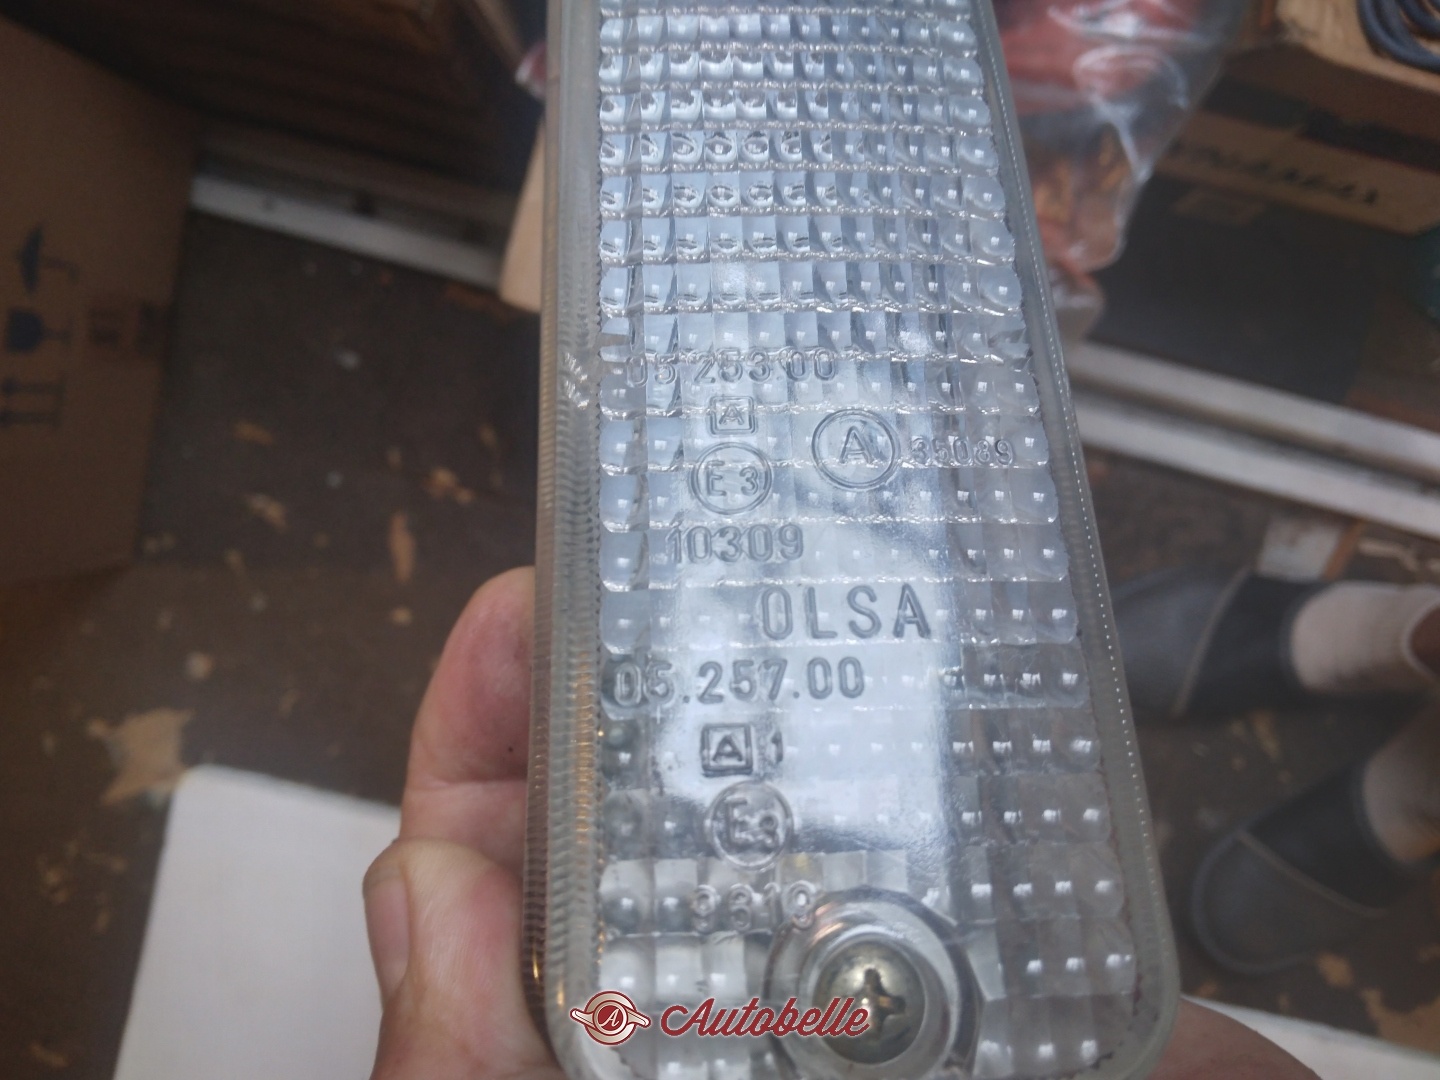 05 253 00
A
E3
A 35089
10309
OLSA
05.257.00
A 1
E3
Autobelle